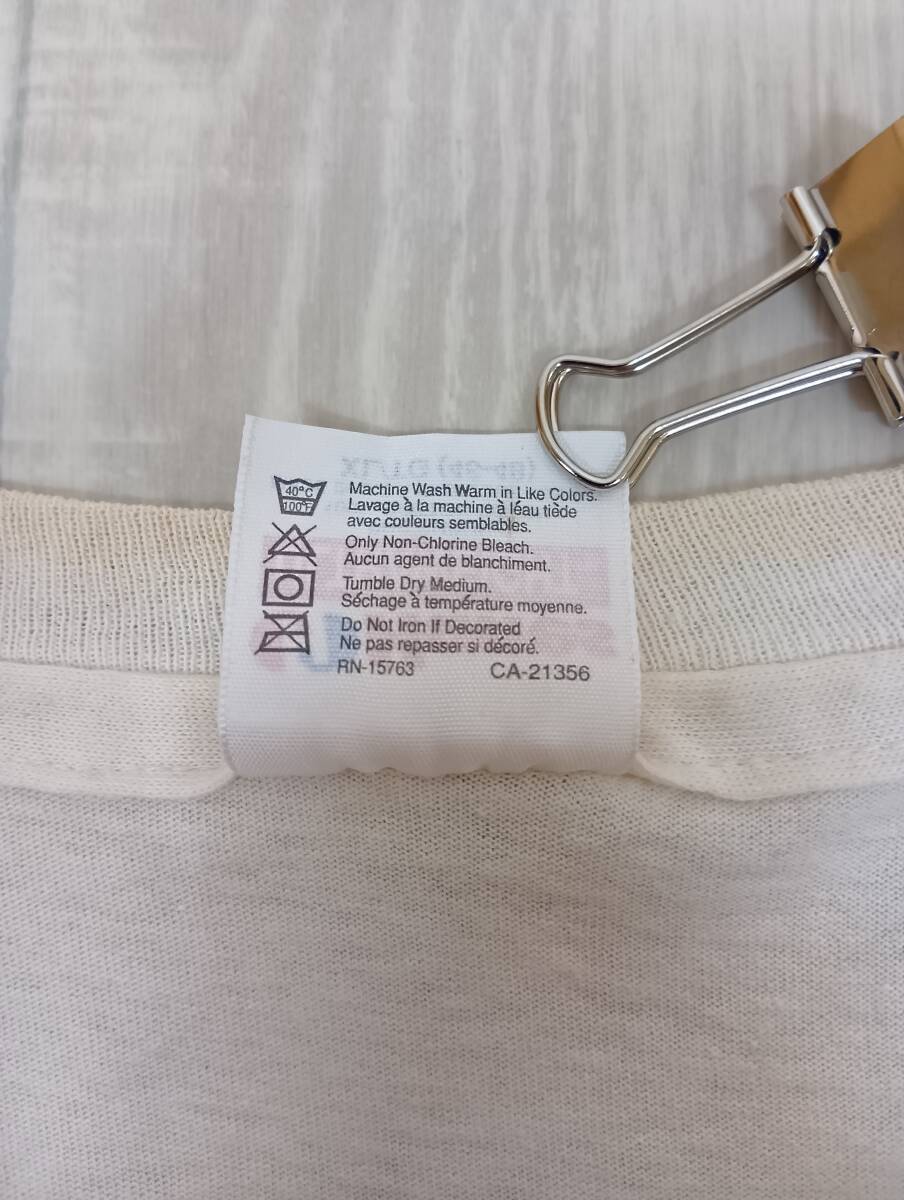 40°C
100°F
Machine Wash Warm in Like Colors.
Lavage à la machine à léau tiède
avec couleurs semblables.
Only Non-Chlorine Bleach.
Aucun agent de blanchiment.
Tumble Dry Medium.
Séchage à température moyenne.
Do Not Iron If Decorated
Ne pas repasser si décoré.
RN-15763 CA-21356